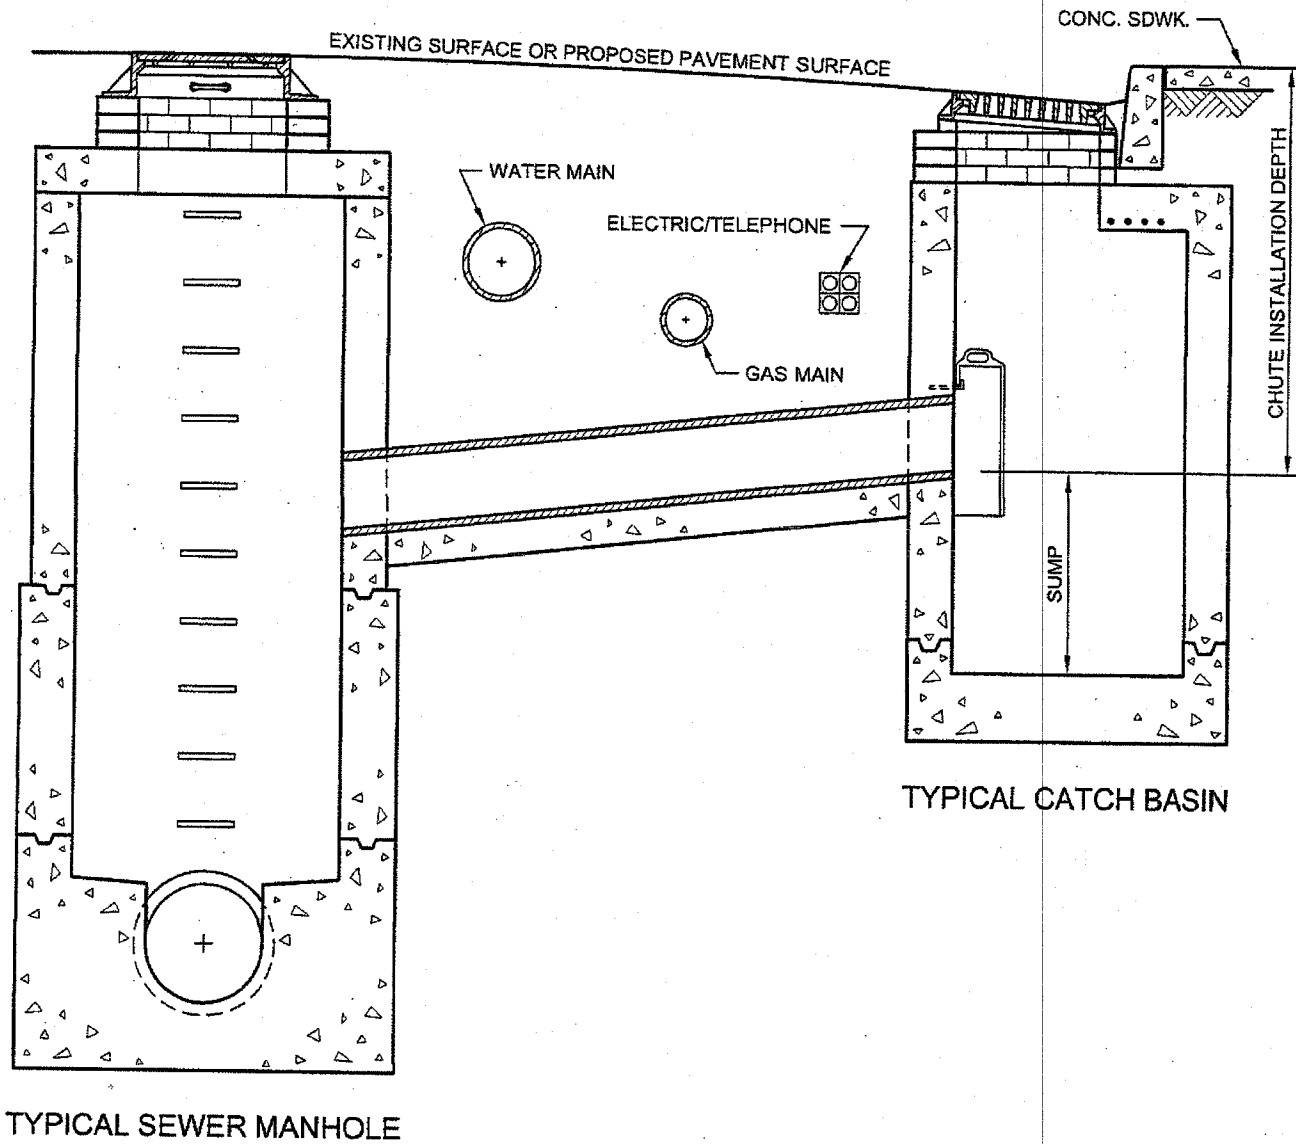 CONC. SDWK.
EXISTING SURFACE OR PROPOSED PAVEMENT SURFACE
WATER MAIN
ELECTRIC/TELEPHONE
GAS MAIN
CHUTE INSTALLATION DEPTH
SUMP
TYPICAL CATCH BASIN
TYPICAL SEWER MANHOLE